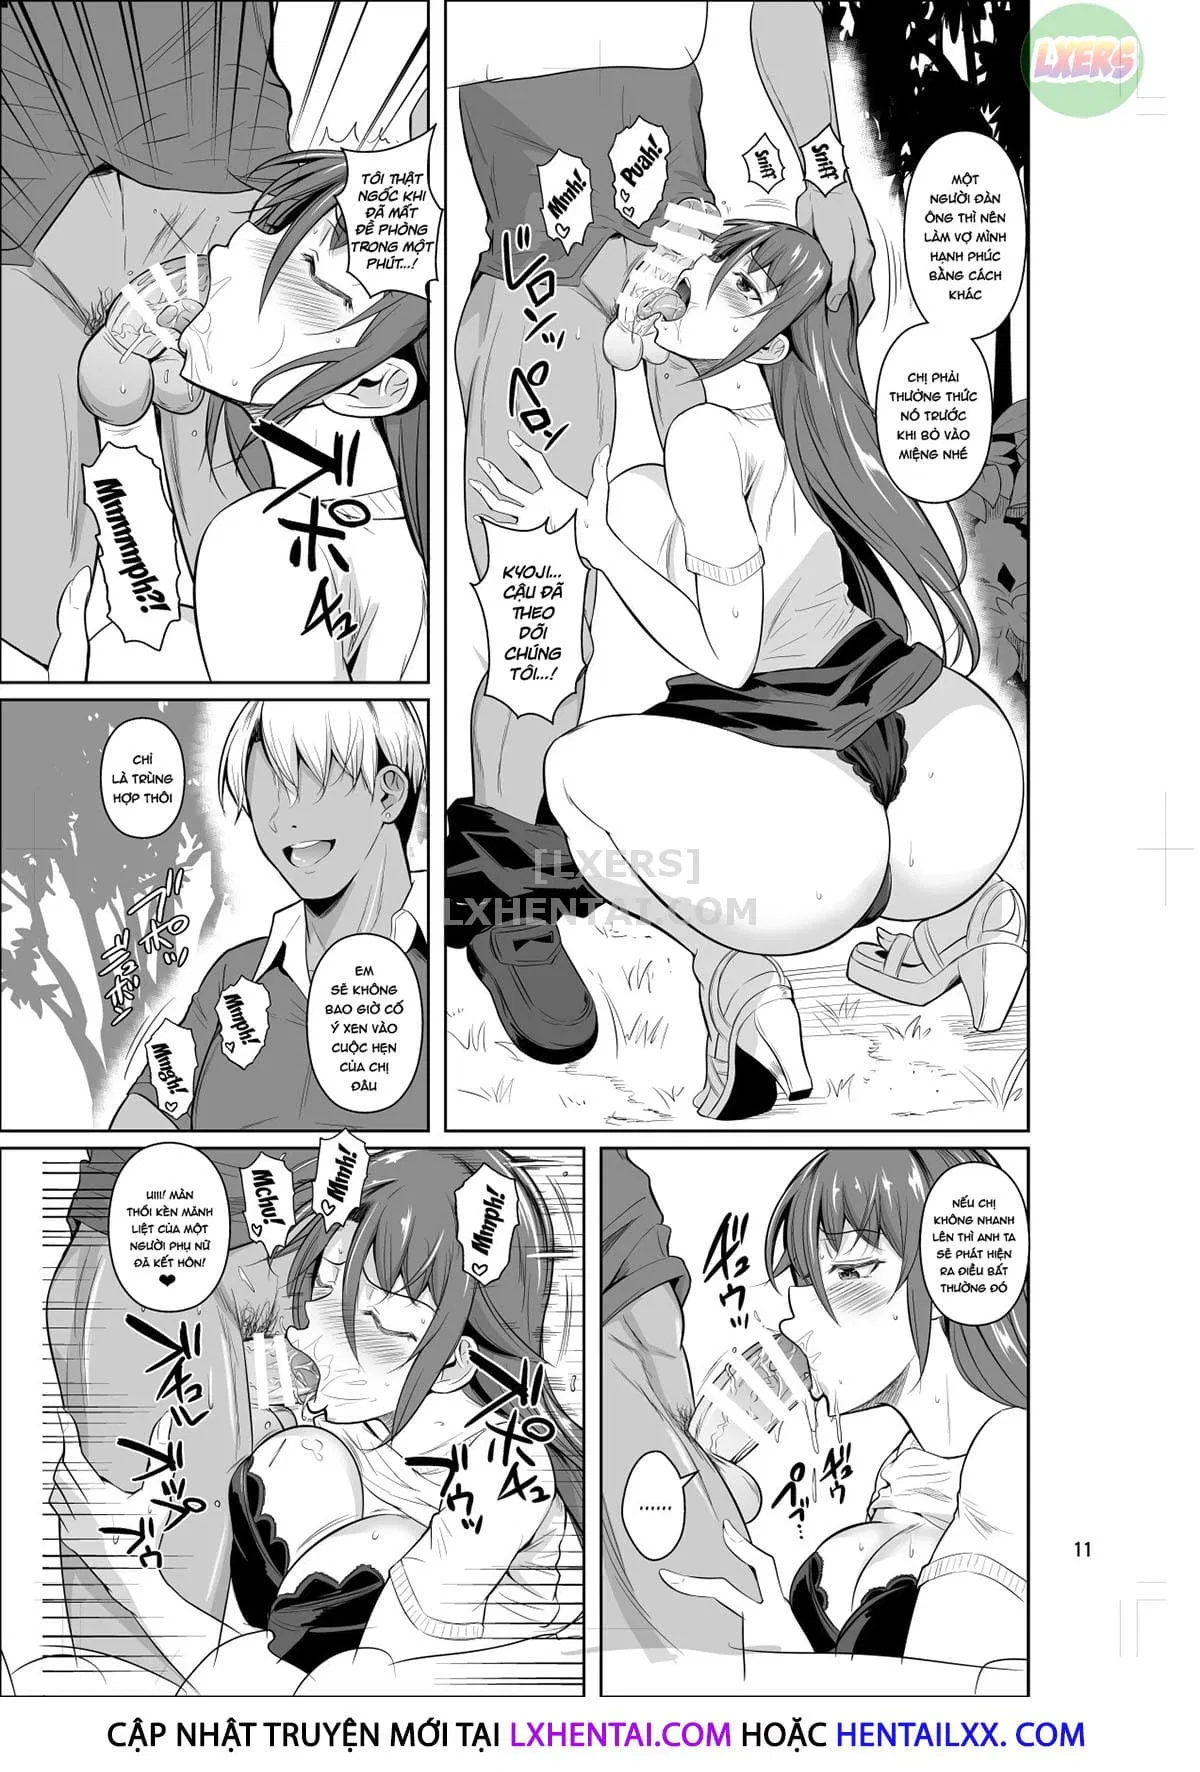 LXERS
MỘT
NGƯỜI ĐÀN
ÔNG THÌ NÊN
LÀM VỢ MÌNH
HẠNH PHÚC
BẰNG CÁCH
KHÁC
CHỊ PHẢI
THƯỞNG THỨC
NÓ TRƯỚC
KHI BỎ VÀO
MIỆNG NHÉ
Sniff
Sniff
Puah!
Mmh!
KYOJI...
CẬU ĐÃ
THEO
DÕI
CHÚNG
TÔI...!
TÔI THẬT
NGỐC KHI
ĐÃ MẤT
ĐỀ PHÒNG
TRONG MỘT
PHÚT...!
Mmmmmph?!
CHỈ
LÀ TRÙNG
HỢP THÔI
EM
SẼ KHÔNG
BAO GIỜ CỐ
Ý XEN VÀO
CUỘC HẸN
CỦA CHỊ
ĐÂU
Mmph!
Mmgh!
[LXERS]
LXHENTAI.COM
NẾU CHỊ
KHÔNG NHANH
LÊN THÌ ANH TA
SẼ PHÁT HIỆN
RA ĐIỀU BẤT
THƯỜNG ĐÓ
......
Mmph!
Mmh!
Mchu!
UIII! MÀN
THỔI KÈN MÃNH
LIỆT CỦA MỘT
NGƯỜI PHỤ NỮ
ĐÃ KẾT HÔN!
♥
11
CẬP NHẬT TRUYỆN MỚI TẠI LXHENTAI.COM HOẶC HENTAILXX. COM